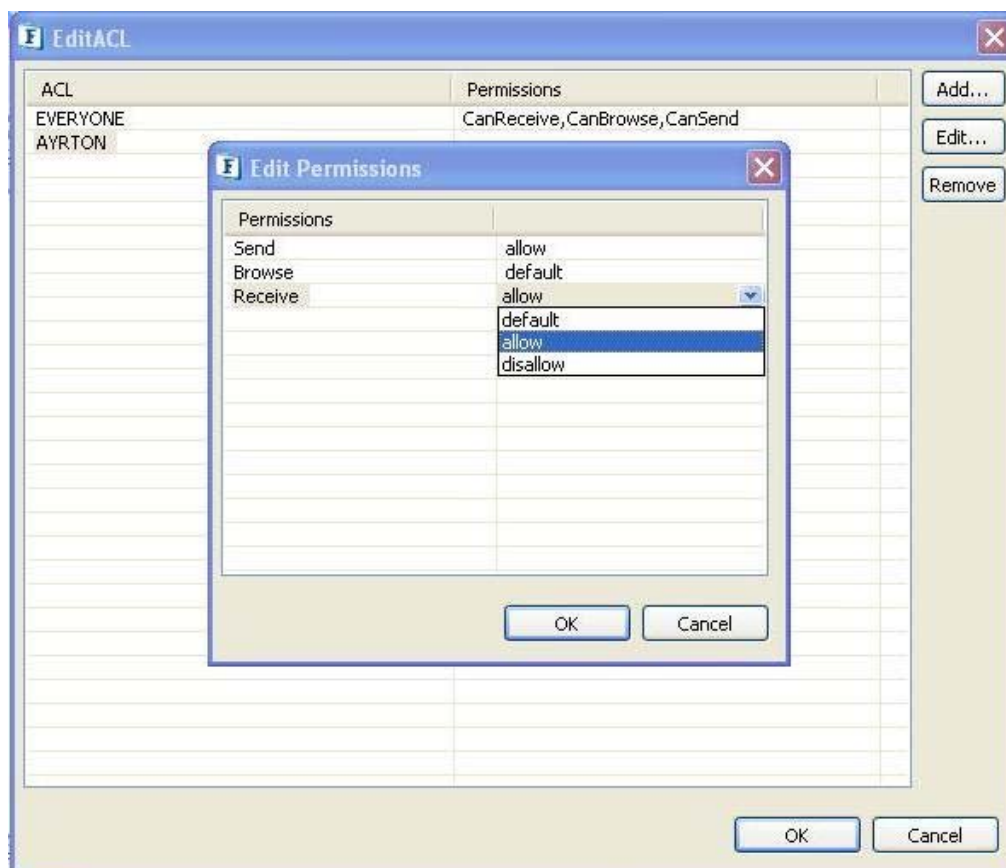 EditACL
ACL Permissions Add...
EVERYONE CanReceive,CanBrowse,CanSend
AYRTON Edit...
Remove
Edit Permissions
Permissions
Send allow
Browse default
Receive allow
default
allow
disallow
OK Cancel
OK Cancel